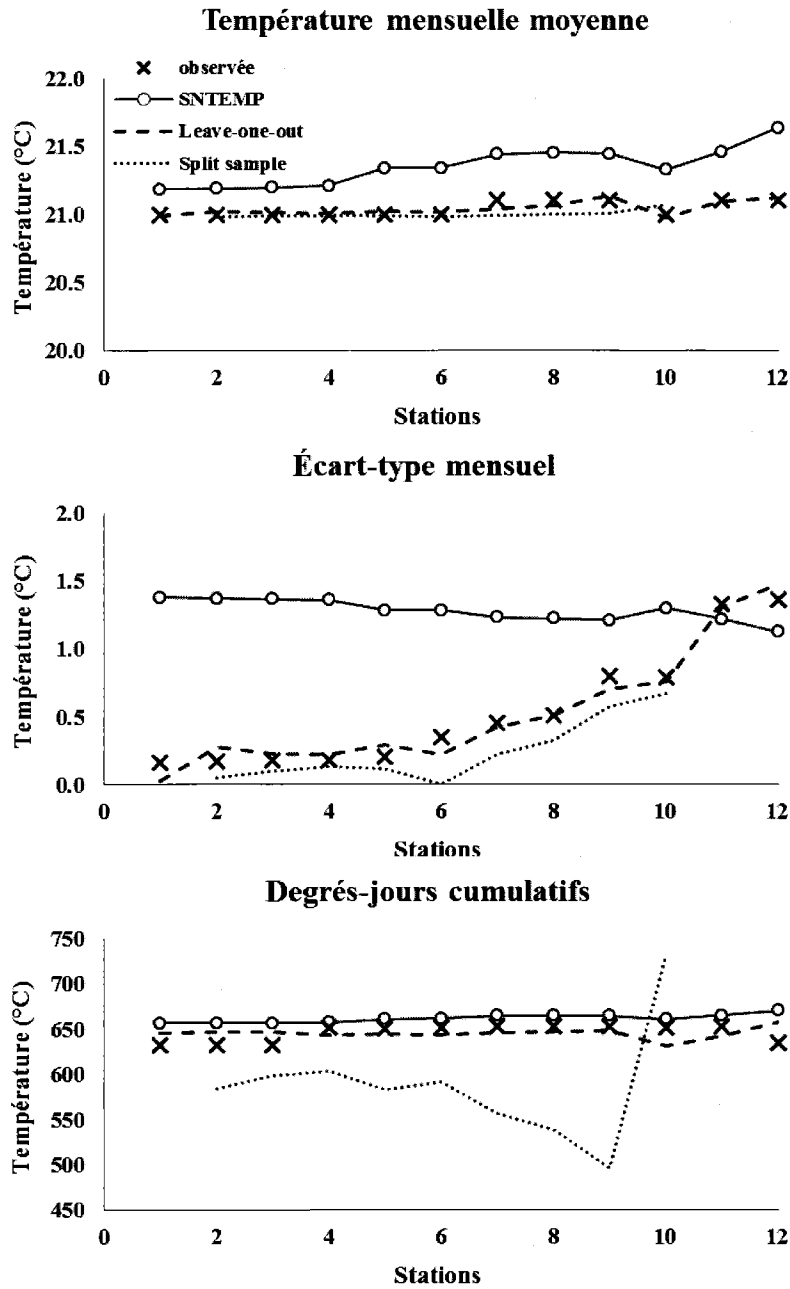 Température mensuelle moyenne
observée
SNTEMP
Leave-one-out
Split sample
Température (°C)
22.0
21.5
21.0
20.5
20.0
0 2 4 6 8 10 12
Stations
Écart-type mensuel
Température (°C)
2.0
1.5
1.0
0.5
0.0
0 2 4 6 8 10 12
Stations
Degrés-jours cumulatifs
Température (°C)
750
700
650
600
550
500
450
0 2 4 6 8 10 12
Stations